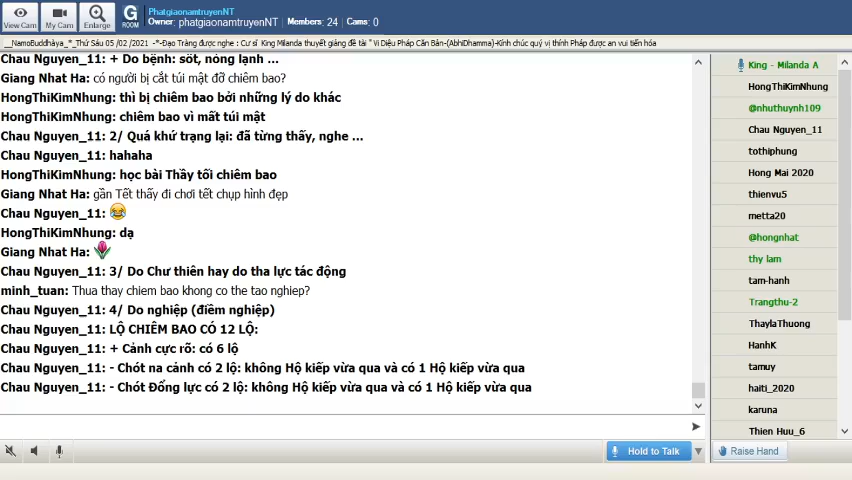 Phatgiaonamtruyen​NT
Owner: phatgiaonamtruyenNT Members: 24 Cams: 0
View Cam My Cam Enlarge G ROOM
__NamoBuddhàya_*_Thứ Sáu 05 /02 /2021 -*-Đạo Tràng được nghe : Cư sĩ King Milanda thuyết giảng đề tài " Vi Diệu Pháp Căn Bản-(AbhiDhamma)-Kính chúc quý vị thính Pháp được an vui tiến hóa
Chau Nguyen_11: + Do bệnh: sốt, nóng lạnh ...
Giang Nhat Ha: có người bị cắt túi mật đỡ chiêm bao?
HongThiKimNhung: thì bị chiêm bao bởi những lý do khác
HongThiKimNhung: chiêm bao vì mất túi mật
Chau Nguyen_11: 2/ Quá khứ trạng lại: đã từng thấy, nghe ...
Chau Nguyen_11: hahaha
HongThiKimNhung: học bài Thầy tối chiêm bao
Giang Nhat Ha: gần Tết thấy đi chơi tết chụp hình đẹp
Chau Nguyen_11: 😂
HongThiKimNhung: dạ
Giang Nhat Ha: 🌷
Chau Nguyen_11: 3/ Do Chư thiên hay do tha lực tác động
minh_tuan: Thua thay chiem bao khong co the tao nghiep?
Chau Nguyen_11: 4/ Do nghiệp (điềm nghiệp)
Chau Nguyen_11: LỘ CHIÊM BAO CÓ 12 LỘ:
Chau Nguyen_11: + Cảnh cực rõ: có 6 lộ
Chau Nguyen_11: - Chót na cảnh có 2 lộ: không Hộ kiếp vừa qua và có 1 Hộ kiếp vừa qua
Chau Nguyen_11: - Chót Đổng lực có 2 lộ: không Hộ kiếp vừa qua và có 1 Hộ kiếp vừa qua
King - Milanda A
HongThiKimNhung
@nhuthuynh109
Chau Nguyen_11
tothiphung
Hong Mai 2020
thienvu5
metta20
@hongnhat
thy lam
tam-hanh
Trangthu-2
ThaylaThuong
HanhK
tamuy
haiti_2020
karuna
Thien Huu_6
Hold to Talk
Raise Hand